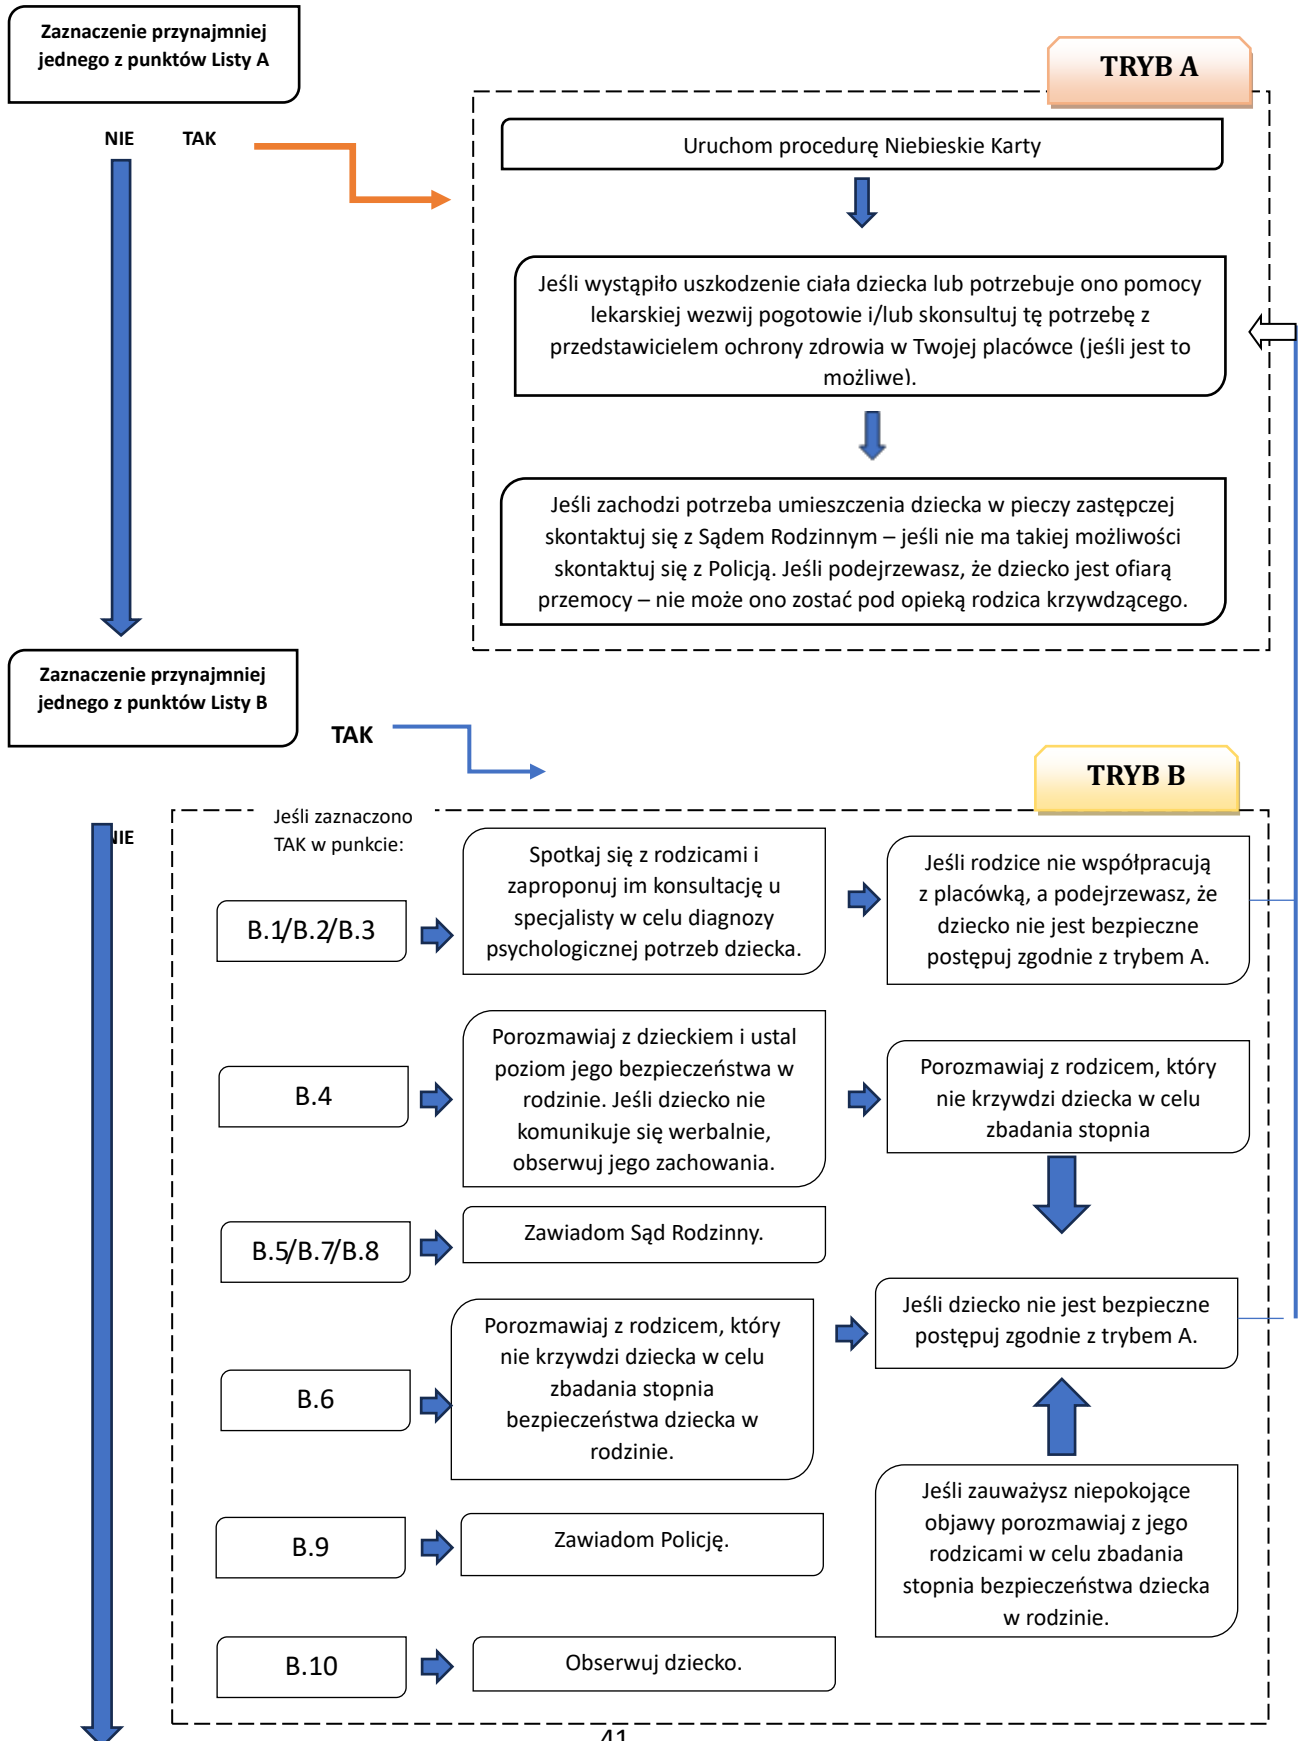 Zaznaczenie przynajmniej
jednego z punktów Listy A
TRYB A
NIE
TAK
Uruchom procedurę Niebieskie Karty
Jeśli wystąpiło uszkodzenie ciała dziecka lub potrzebuje ono pomocy
lekarskiej wezwij pogotowie i/lub skonsultuj tę potrzebę z
przedstawicielem ochrony zdrowia w Twojej placówce (jeśli jest to
możliwe).
Jeśli zachodzi potrzeba umieszczenia dziecka w pieczy zastępczej
skontaktuj się z Sądem Rodzinnym – jeśli nie ma takiej możliwości
skontaktuj się z Policją. Jeśli podejrzewasz, że dziecko jest ofiarą
przemocy – nie może ono zostać pod opieką rodzica krzywdzącego.
Zaznaczenie przynajmniej
jednego z punktów Listy B
TAK
TRYB B
NIE
Jeśli zaznaczono
TAK w punkcie:
B.1/B.2/B.3
Spotkaj się z rodzicami i
zaproponuj im konsultację u
specjalisty w celu diagnozy
psychologicznej potrzeb dziecka.
Jeśli rodzice nie współpracują
z placówką, a podejrzewasz, że
dziecko nie jest bezpieczne
postępuj zgodnie z trybem A.
B.4
Porozmawiaj z dzieckiem i ustal
poziom jego bezpieczeństwa w
rodzinie. Jeśli dziecko nie
komunikuje się werbalnie,
obserwuj jego zachowania.
Porozmawiaj z rodzicem, który
nie krzywdzi dziecka w celu
zbadania stopnia
B.5/B.7/B.8
Zawiadom Sąd Rodzinny.
Jeśli dziecko nie jest bezpieczne
postępuj zgodnie z trybem A.
B.6
Porozmawiaj z rodzicem, który
nie krzywdzi dziecka w celu
zbadania stopnia
bezpieczeństwa dziecka w
rodzinie.
Jeśli zauważysz niepokojące
objawy porozmawiaj z jego
rodzicami w celu zbadania
stopnia bezpieczeństwa dziecka
w rodzinie.
B.9
Zawiadom Policję.
B.10
Obserwuj dziecko.
41